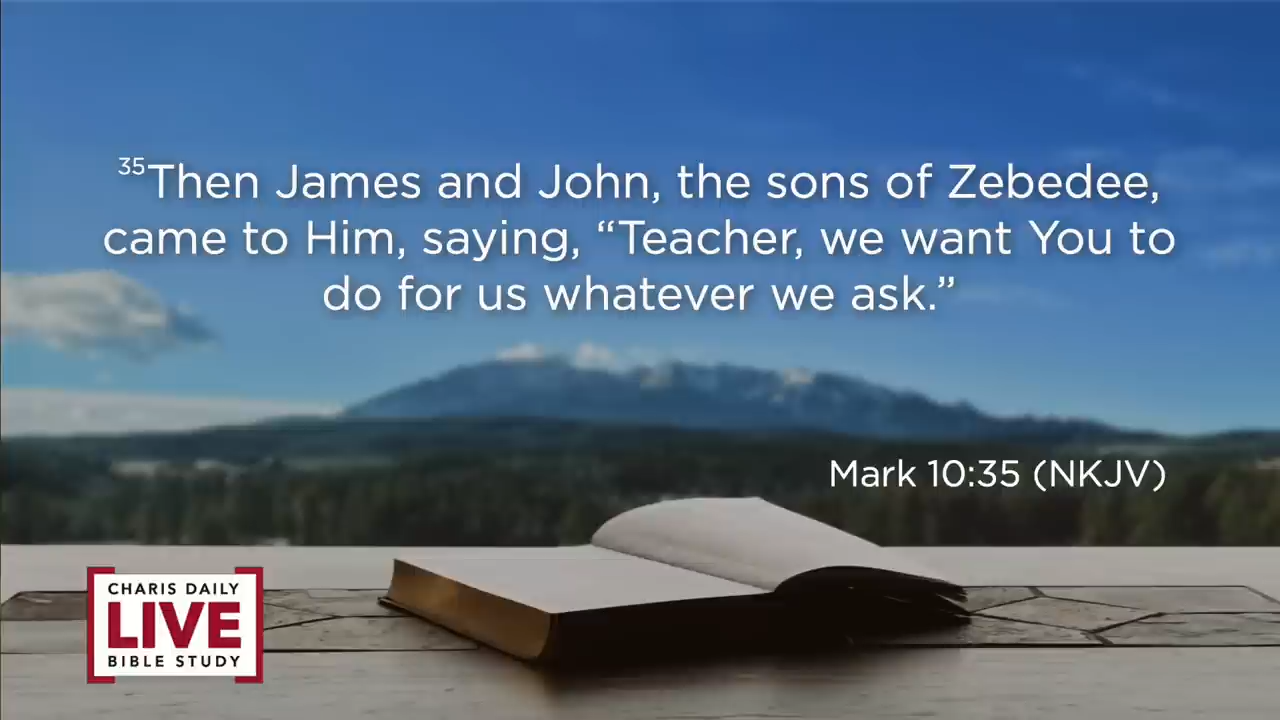 35Then James and John, the sons of Zebedee,
came to Him, saying, “Teacher, we want You to
do for us whatever we ask.”
Mark 10:35 (NKJV)
CHARIS DAILY
LIVE
BIBLE STUDY